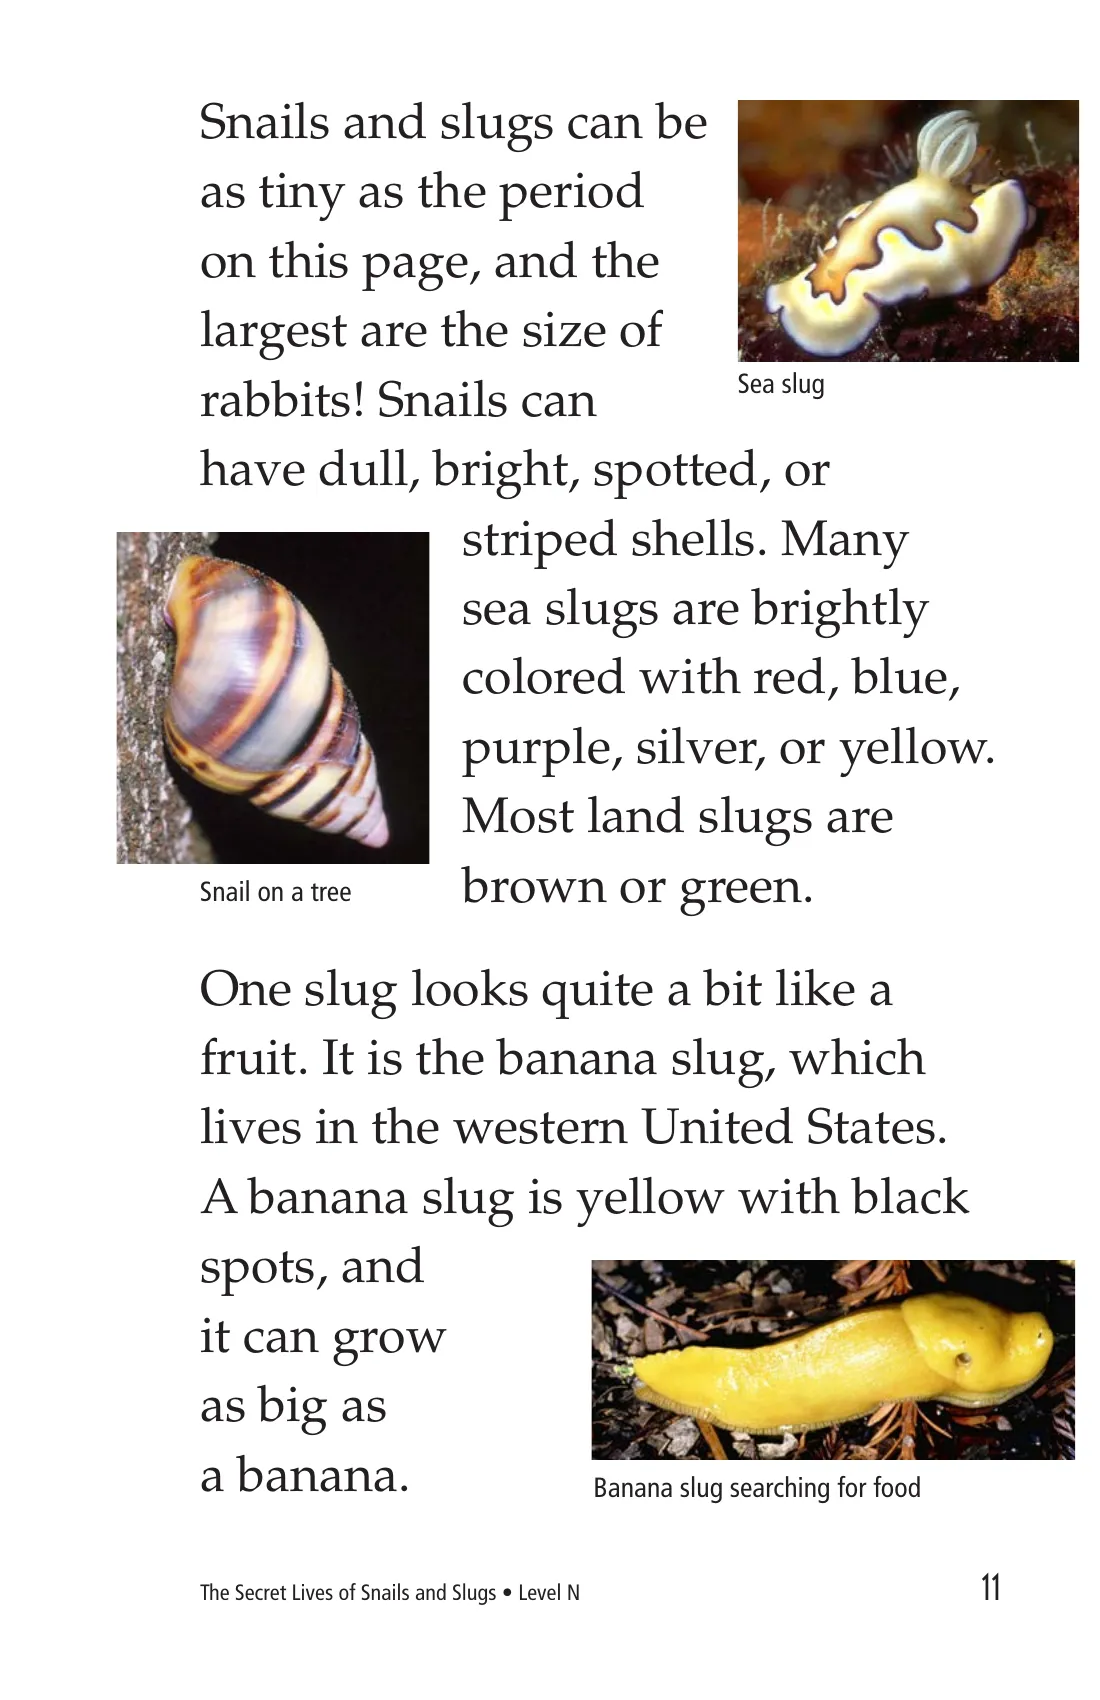 Snails and slugs can be
as tiny as the period
on this page, and the
largest are the size of
rabbits! Snails can
have dull, bright, spotted, or
striped shells. Many
sea slugs are brightly
colored with red, blue,
purple, silver, or yellow.
Most land slugs are
brown or green.
Sea slug
Snail on a tree
One slug looks quite a bit like a
fruit. It is the banana slug, which
lives in the western United States.
A banana slug is yellow with black
spots, and
it can grow
as big as
a banana.
Banana slug searching for food
The Secret Lives of Snails and Slugs • Level N
11